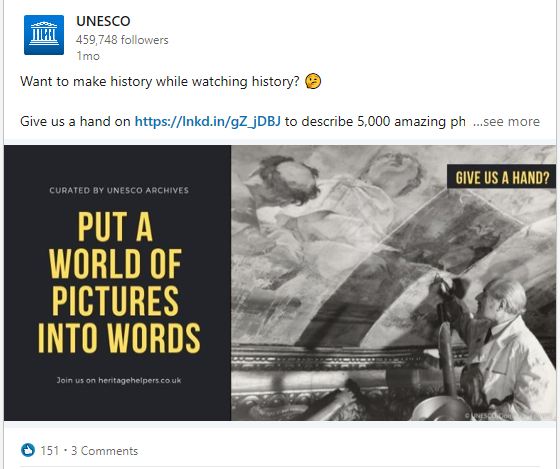 UNESCO
459,748 followers
1mo
Want to make history while watching history? 🤔
Give us a hand on https://lnkd.in/gZ_jDBJ to describe 5,000 amazing ph ...see more
CURATED BY UNESCO ARCHIVES
PUT A
WORLD OF
PICTURES
INTO WORDS
Join us on heritagehelpers.co.uk
GIVE US A HAND?
© UNESCO
151 · 3 Comments